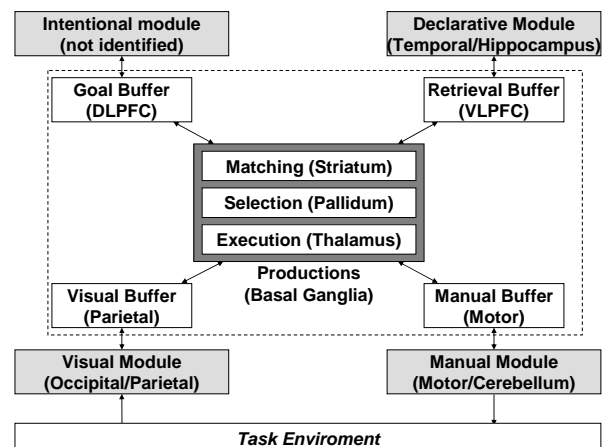 Intentional module
(not identified)
Declarative Module
(Temporal/Hippocampus)
Goal Buffer
(DLPFC)
Retrieval Buffer
(VLPFC)
Matching (Striatum)
Selection (Pallidum)
Execution (Thalamus)
Productions
(Basal Ganglia)
Visual Buffer
(Parietal)
Manual Buffer
(Motor)
Visual Module
(Occipital/Parietal)
Manual Module
(Motor/Cerebellum)
Task Enviroment